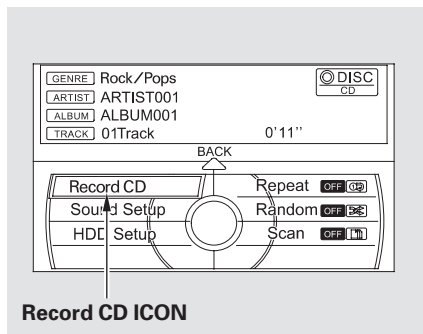 GENRE Rock/Pops
DISC
CD
ARTIST ARTIST001
ALBUM ALBUM001
TRACK 01Track 0'11''
BACK
Record CD Repeat OFF
Sound Setup Random OFF
HDD Setup Scan OFF
Record CD ICON